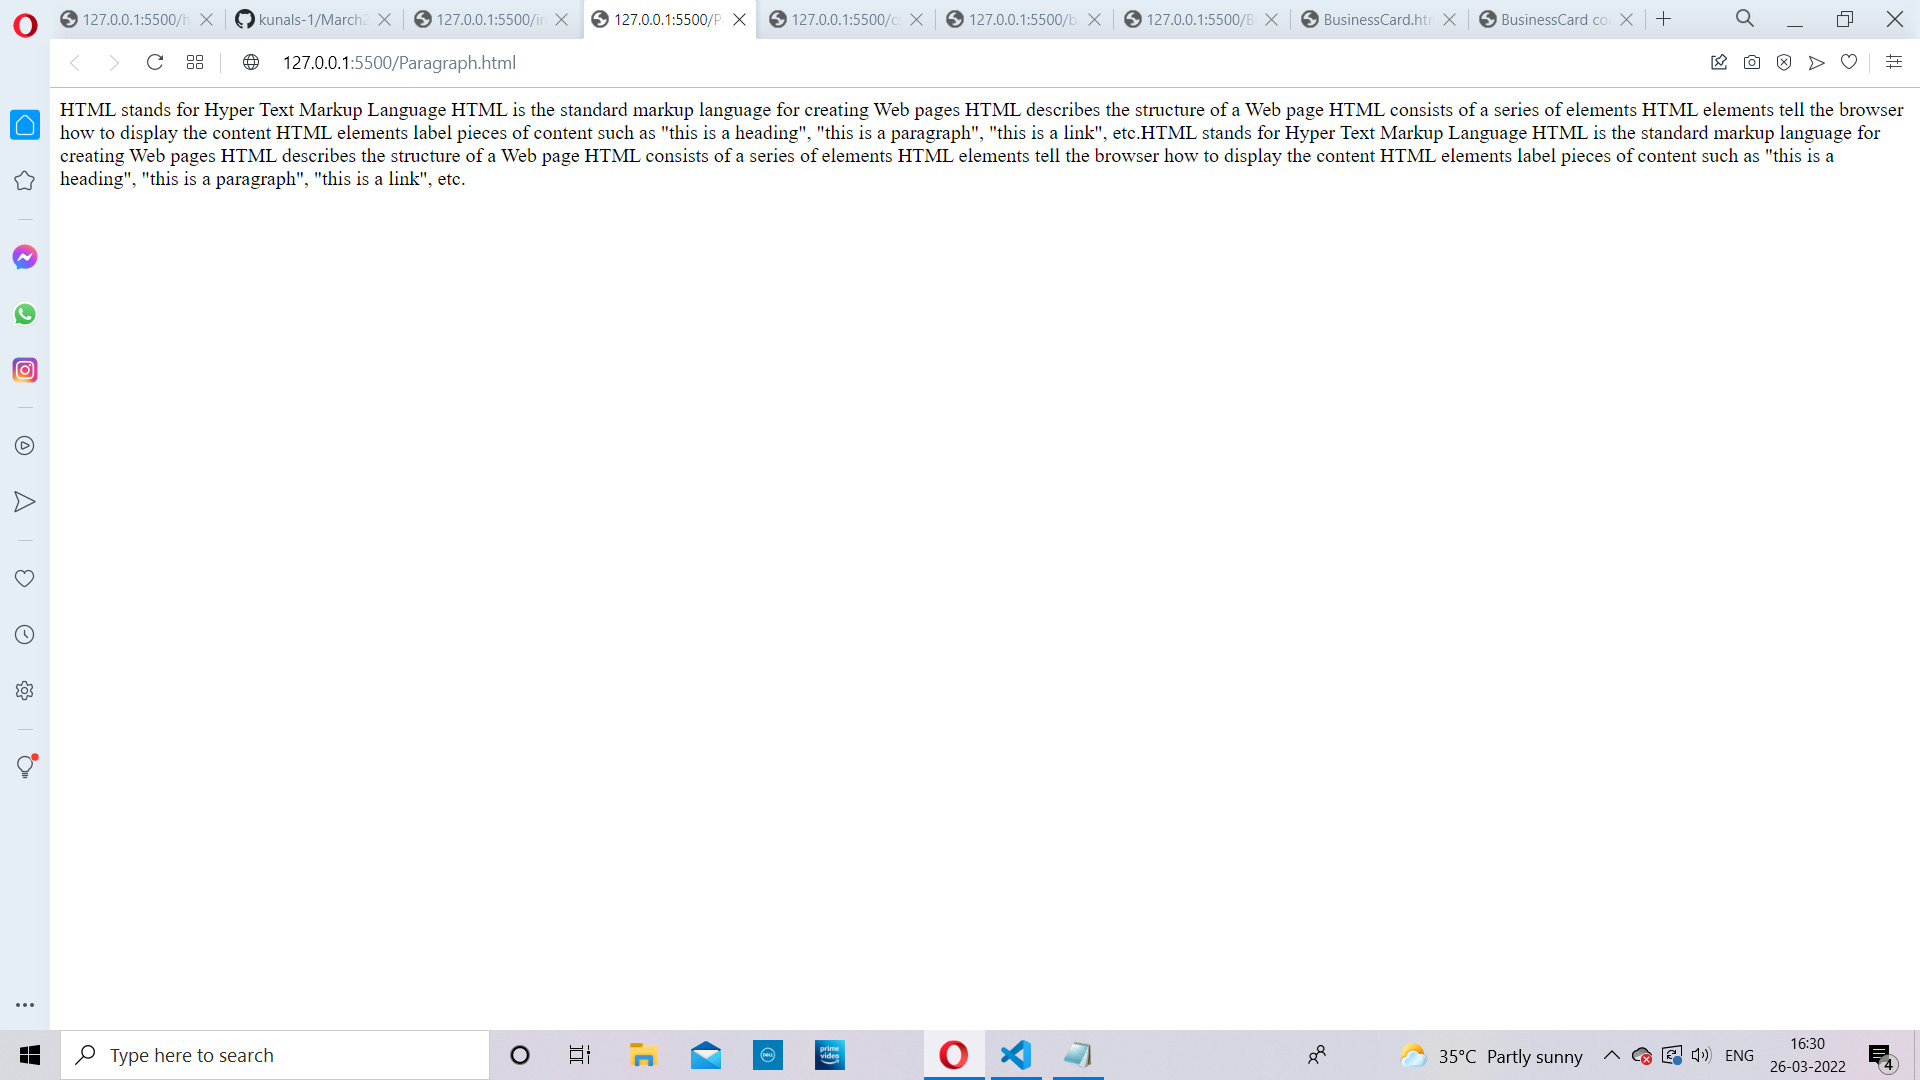 127.0.0.1:5500/h
kunals-1/March2
127.0.0.1:5500/in
127.0.0.1:5500/Pa
127.0.0.1:5500/cs
127.0.0.1:5500/b
127.0.0.1:5500/B
BusinessCard.htm
BusinessCard co
127.0.0.1:5500/Paragraph.html
HTML stands for Hyper Text Markup Language HTML is the standard markup language for creating Web pages HTML describes the structure of a Web page HTML consists of a series of elements HTML elements tell the browser
how to display the content HTML elements label pieces of content such as "this is a heading", "this is a paragraph", "this is a link", etc.HTML stands for Hyper Text Markup Language HTML is the standard markup language for
creating Web pages HTML describes the structure of a Web page HTML consists of a series of elements HTML elements tell the browser how to display the content HTML elements label pieces of content such as "this is a
heading", "this is a paragraph", "this is a link", etc.
Type here to search
DELL
prime
video
35°C Partly sunny
ENG
16:30
26-03-2022
4